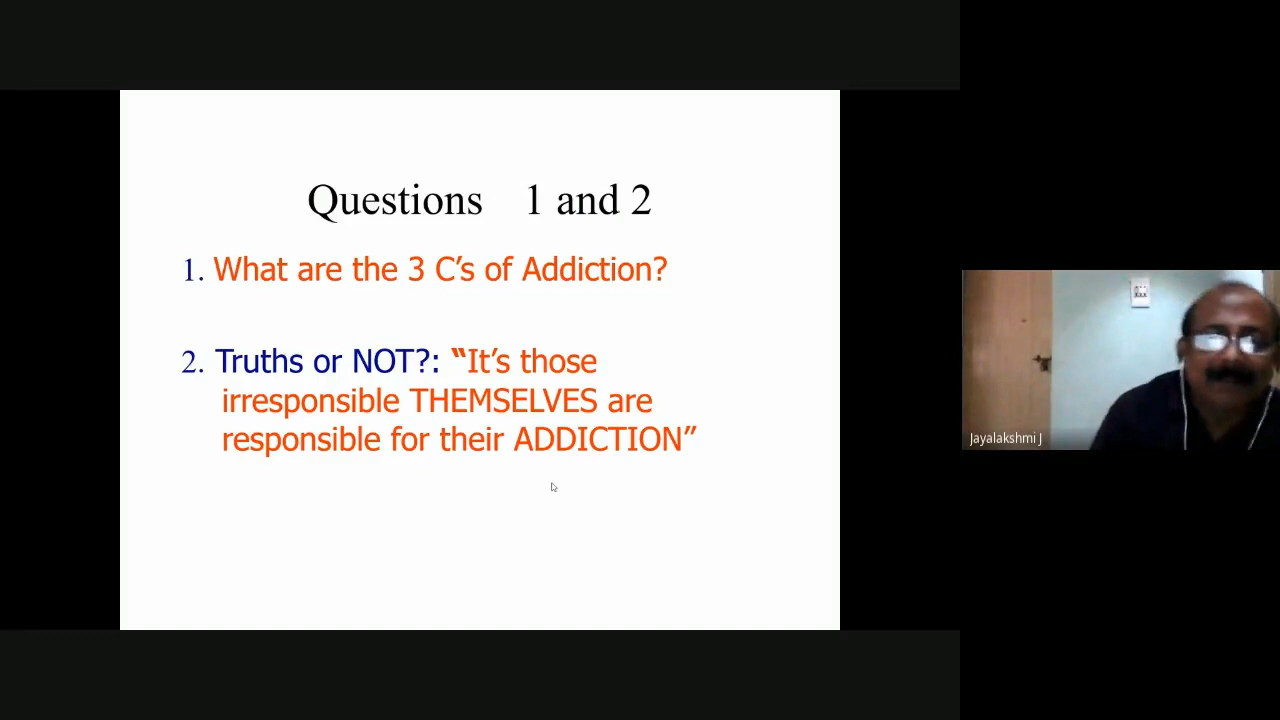 Questions 1 and 2
1. What are the 3 C’s of Addiction?
2. Truths or NOT?: “It’s those
irresponsible THEMSELVES are
responsible for their ADDICTION”
Jayalakshmi J